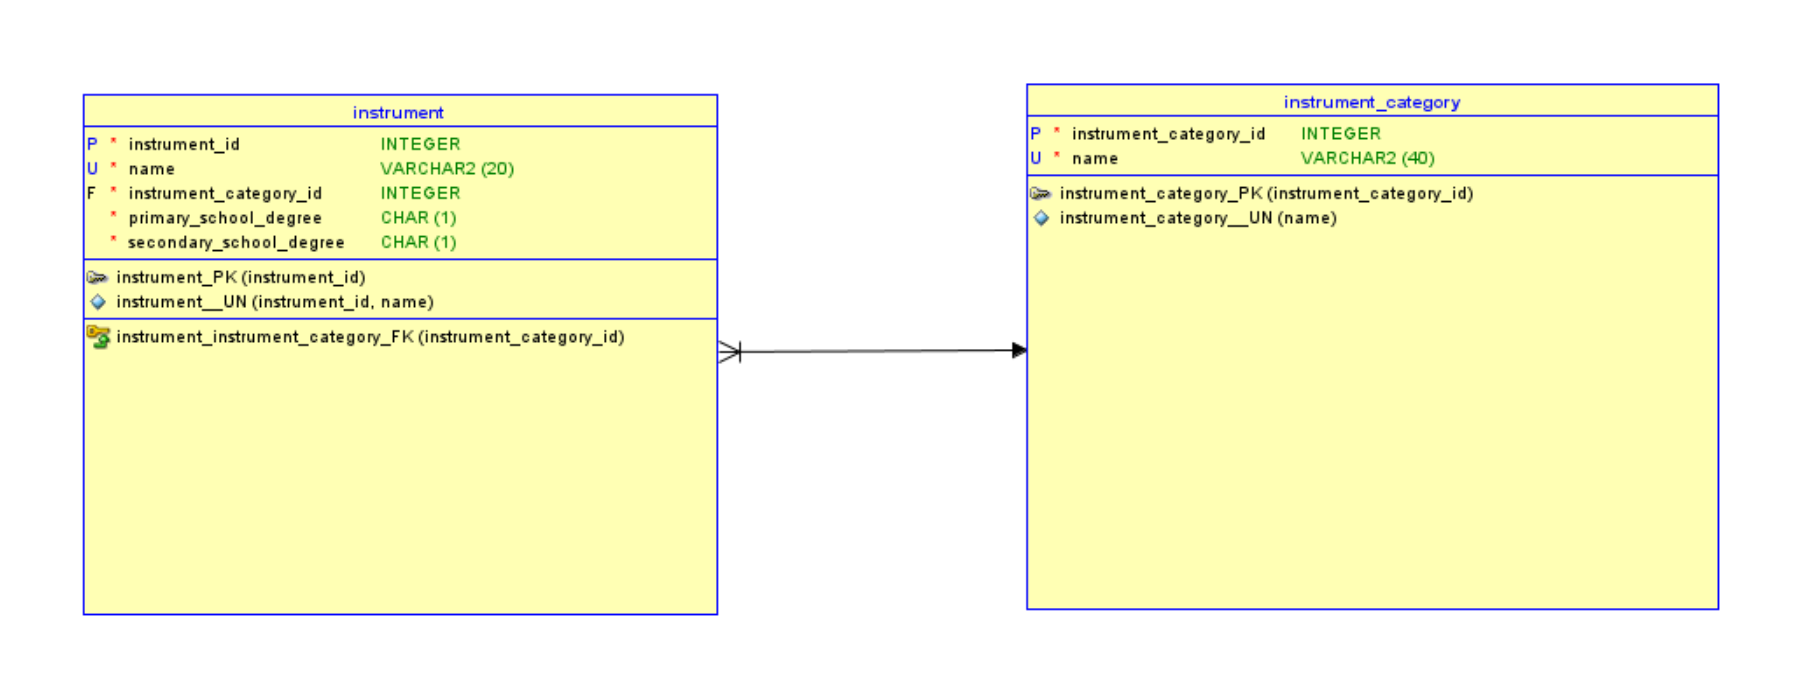 instrument
P * instrument_id INTEGER
U * name VARCHAR2 (20)
F * instrument_category_id INTEGER
* primary_school_degree CHAR (1)
* secondary_school_degree CHAR (1)
instrument_PK (instrument_id)
instrument__UN (instrument_id, name)
instrument_instrument_category_FK (instrument_category_id)
instrument_category
P * instrument_category_id INTEGER
U * name VARCHAR2 (40)
instrument_category_PK (instrument_category_id)
instrument_category__UN (name)